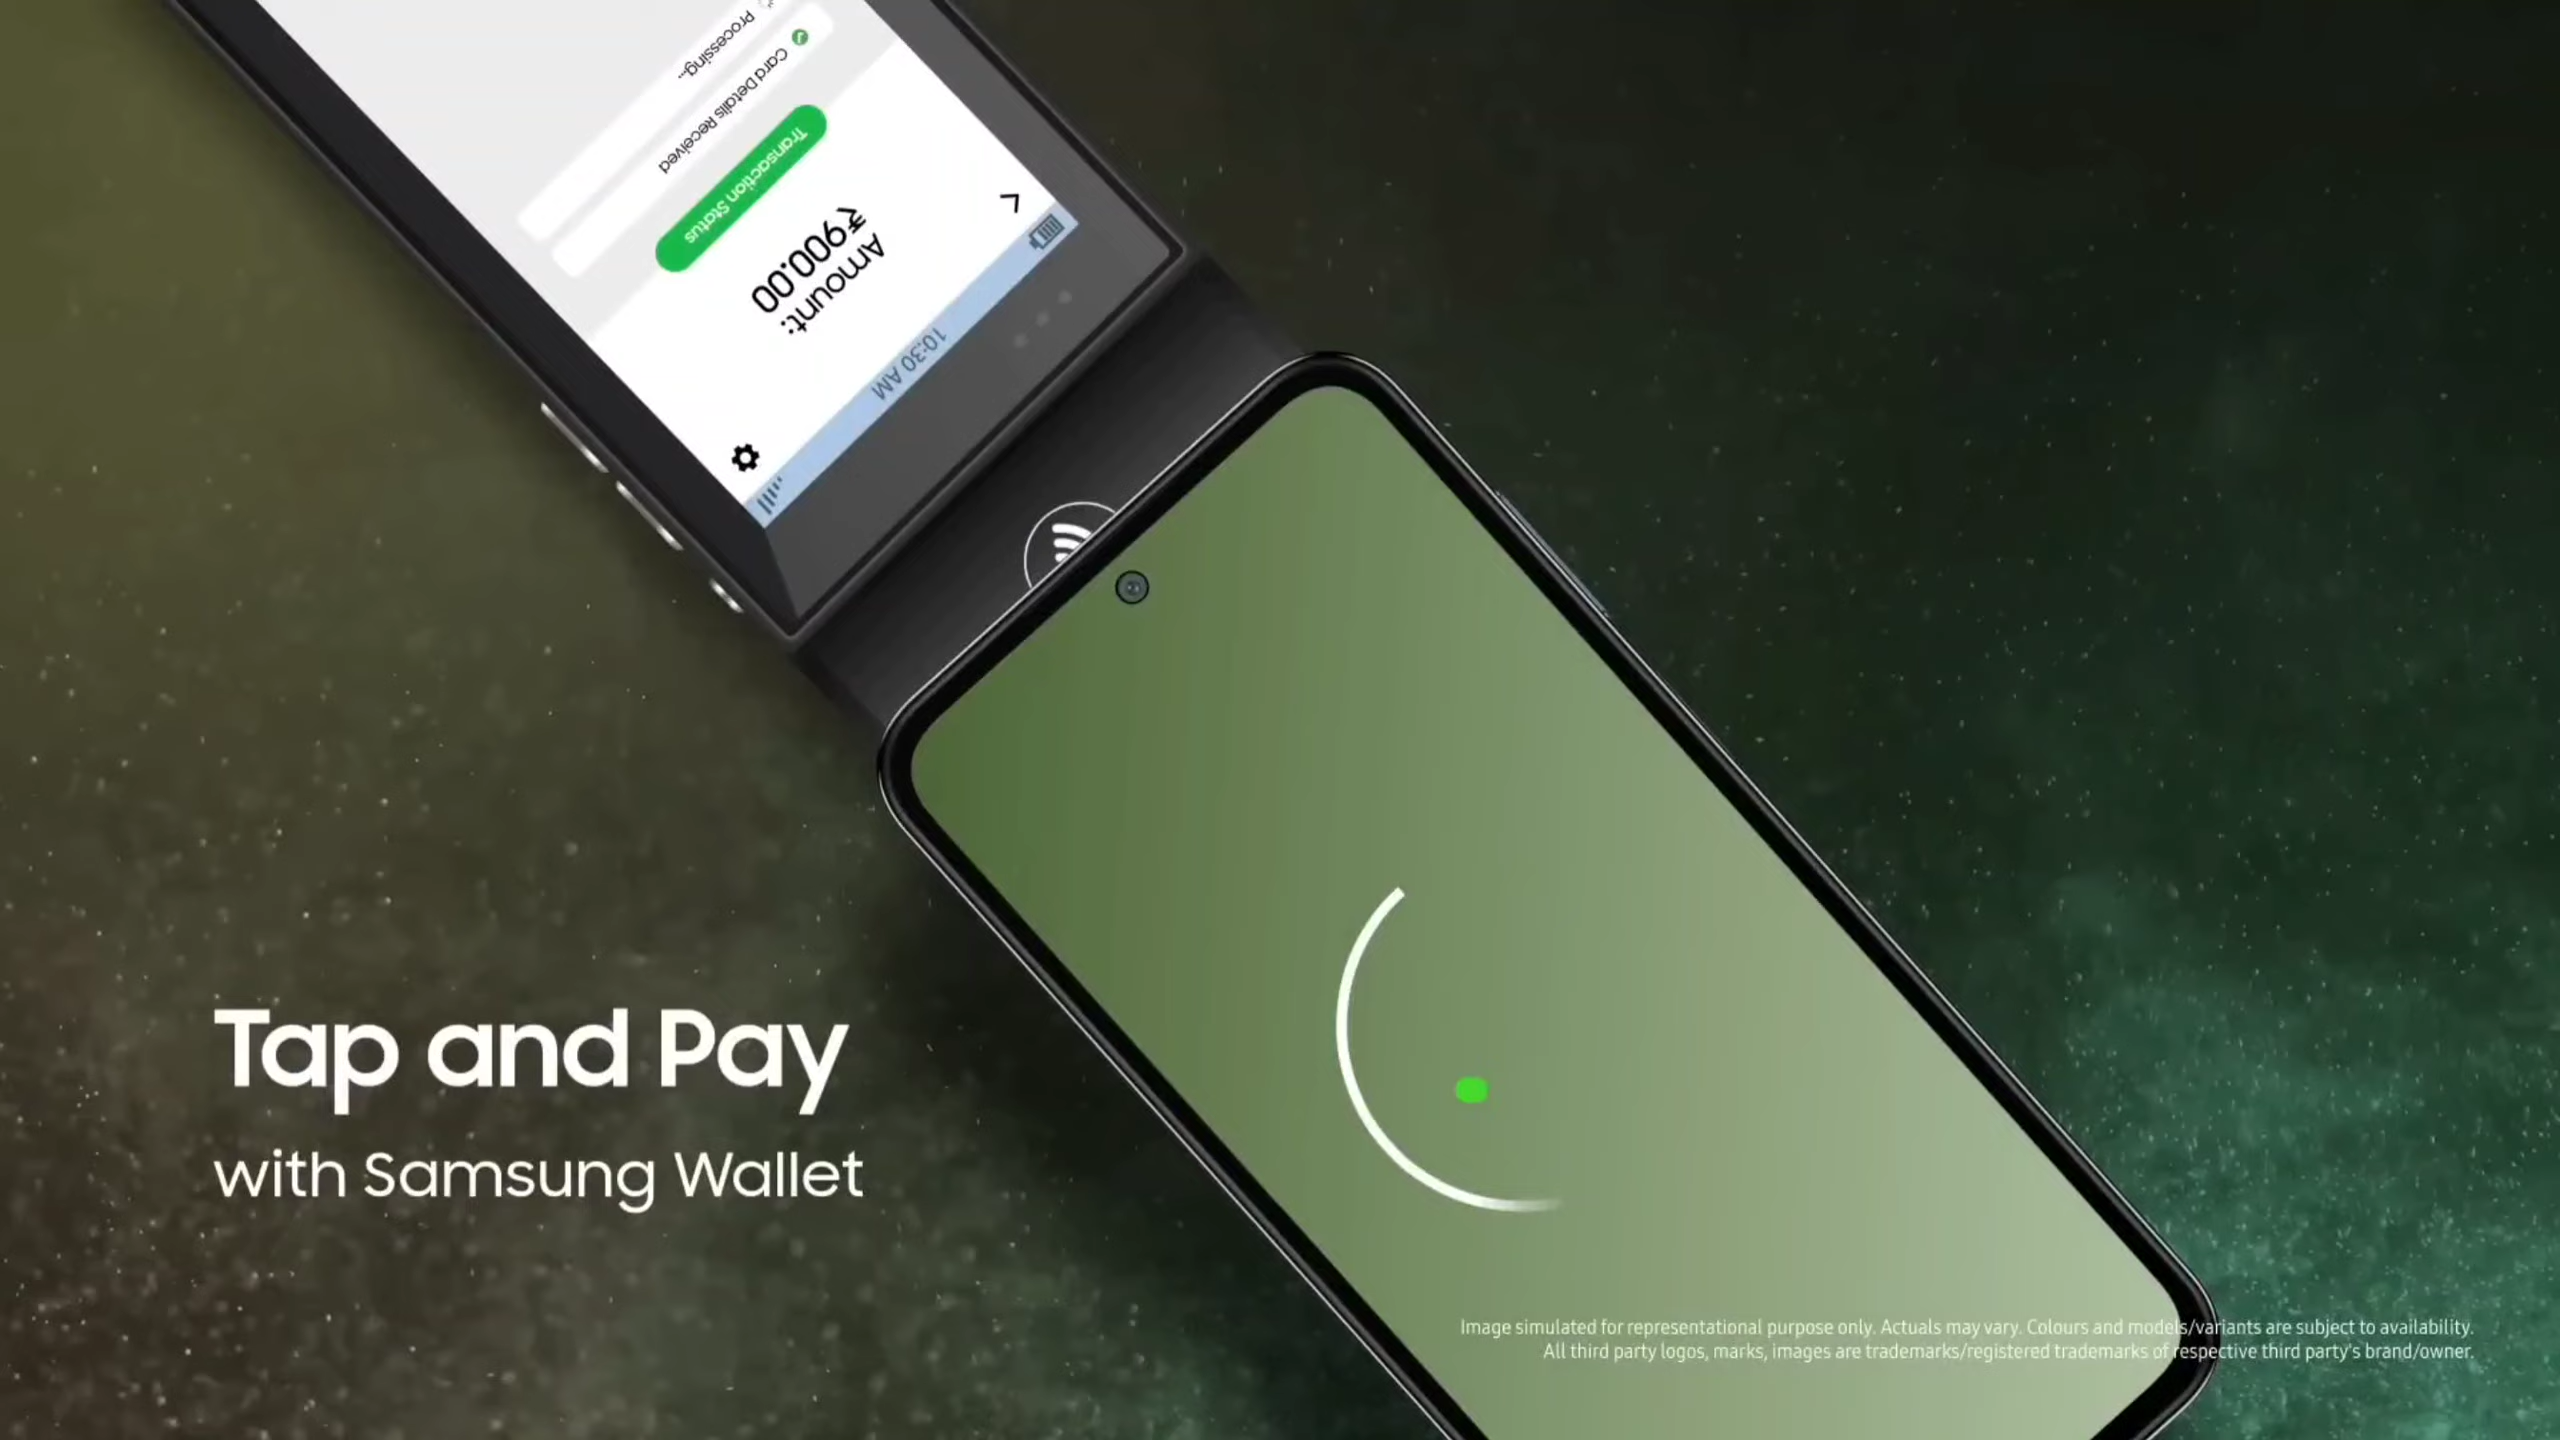 10:30 AM
Amount:
₹900.00
Transaction Status
Card Details Received
Processing...
Tap and Pay
with Samsung Wallet
Image simulated for representational purpose only. Actuals may vary. Colours and models/variants are subject to availability.
All third party logos, marks, images are trademarks/registered trademarks of respective third party's brand/owner.